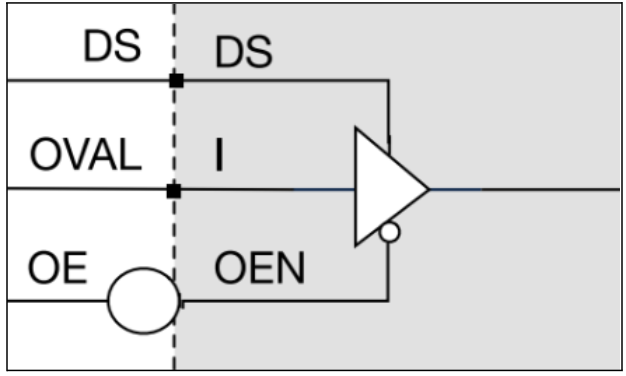 DS DS
OVAL I
OE OEN